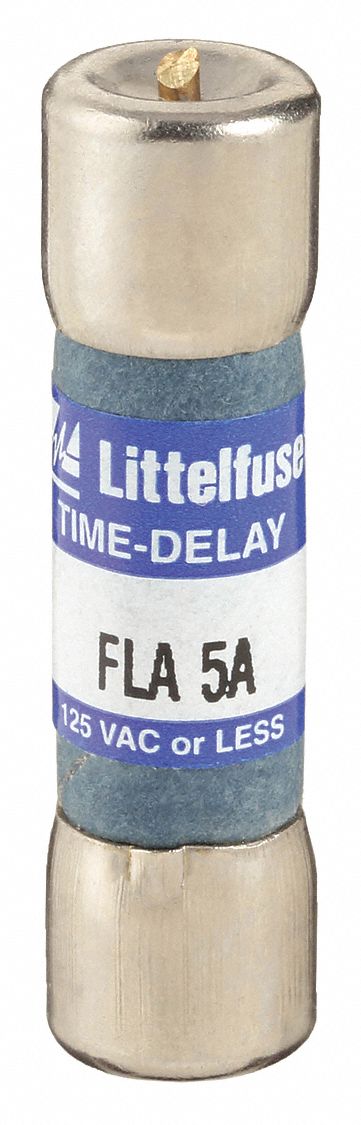 Littelfuse
TIME-DELAY
FLA 5A
125 VAC or LESS